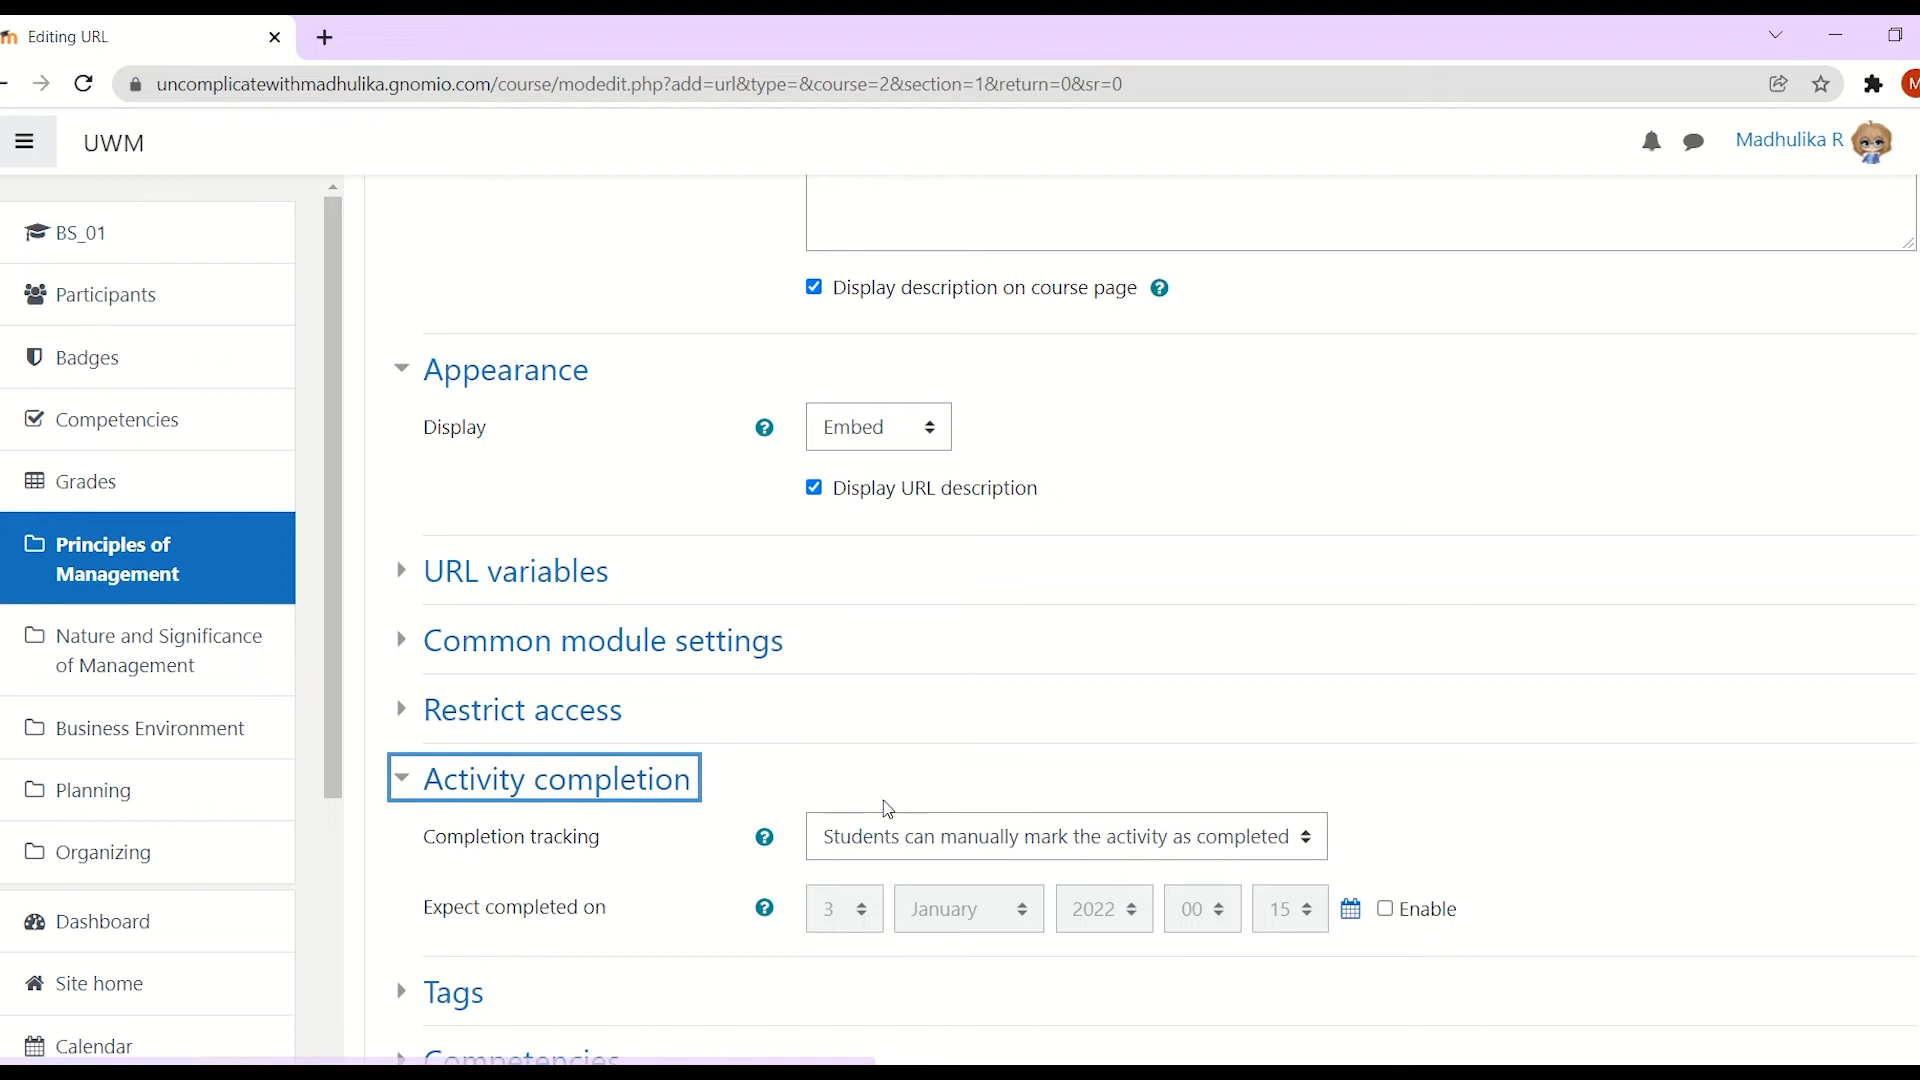 Editing URL
uncomplicatewithmadhulika.gnomio.com/course/modedit.php?add=url&type=&course=2&section=1&return=0&sr=0
M
UWM
Madhulika R
BS_01
Participants
Badges
Competencies
Grades
Principles of
Management
Nature and Significance
of Management
Business Environment
Planning
Organizing
Dashboard
Site home
Calendar
Display description on course page
Appearance
Display
Embed
Display URL description
URL variables
Common module settings
Restrict access
Activity completion
Completion tracking
Students can manually mark the activity as completed
Expect completed on
3 January 2022 00 15 Enable
Tags
Competencies